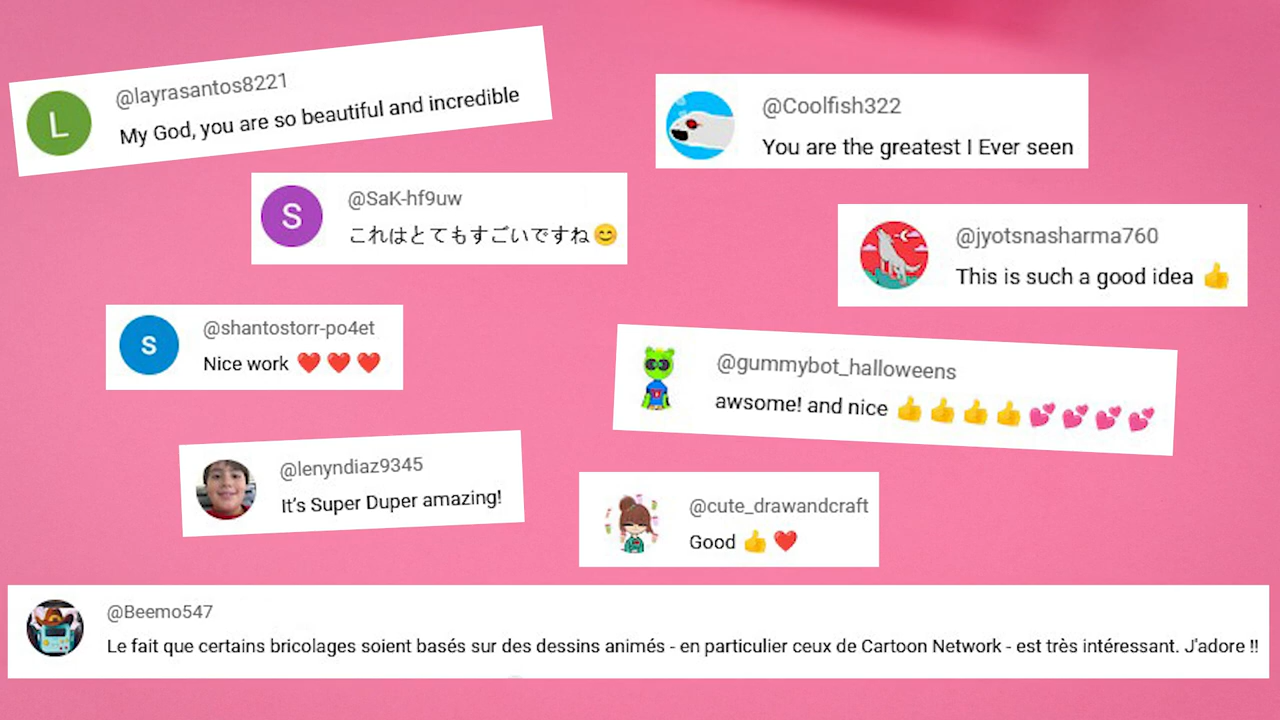 @layrasantos8221
My God, you are so beautiful and incredible
L
@Coolfish322
You are the greatest I Ever seen
@SaK-hf9uw
S
これはとてもすごいですね😊
@jyotsnasharma760
This is such a good idea 👍
@shantostorr-po4et
s
Nice work ❤️ ❤️ ❤️
@gummybot_halloweens
awsome! and nice 👍 👍 👍 👍 💕 💕 💕 💕
@lenyndiaz9345
It's Super Duper amazing!
@cute_drawandcraft
Good 👍 ❤️
@Beemo547
Le fait que certains bricolages soient basés sur des dessins animés - en particulier ceux de Cartoon Network - est très intéressant. J'adore !!